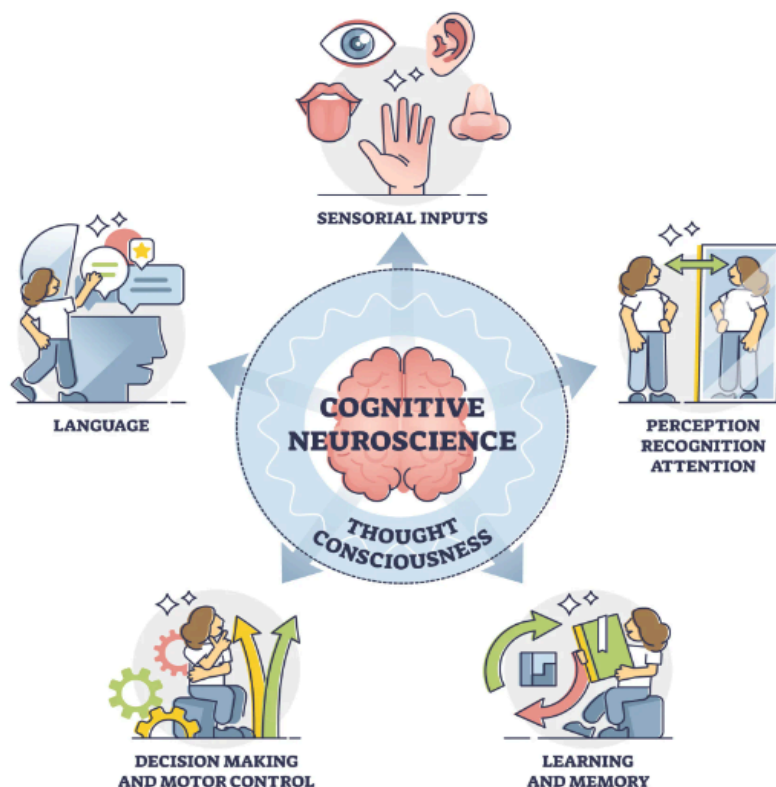 SENSORIAL INPUTS
LANGUAGE
PERCEPTION
RECOGNITION
ATTENTION
COGNITIVE
NEUROSCIENCE
THOUGHT
CONSCIOUSNESS
DECISION MAKING
AND MOTOR CONTROL
LEARNING
AND MEMORY